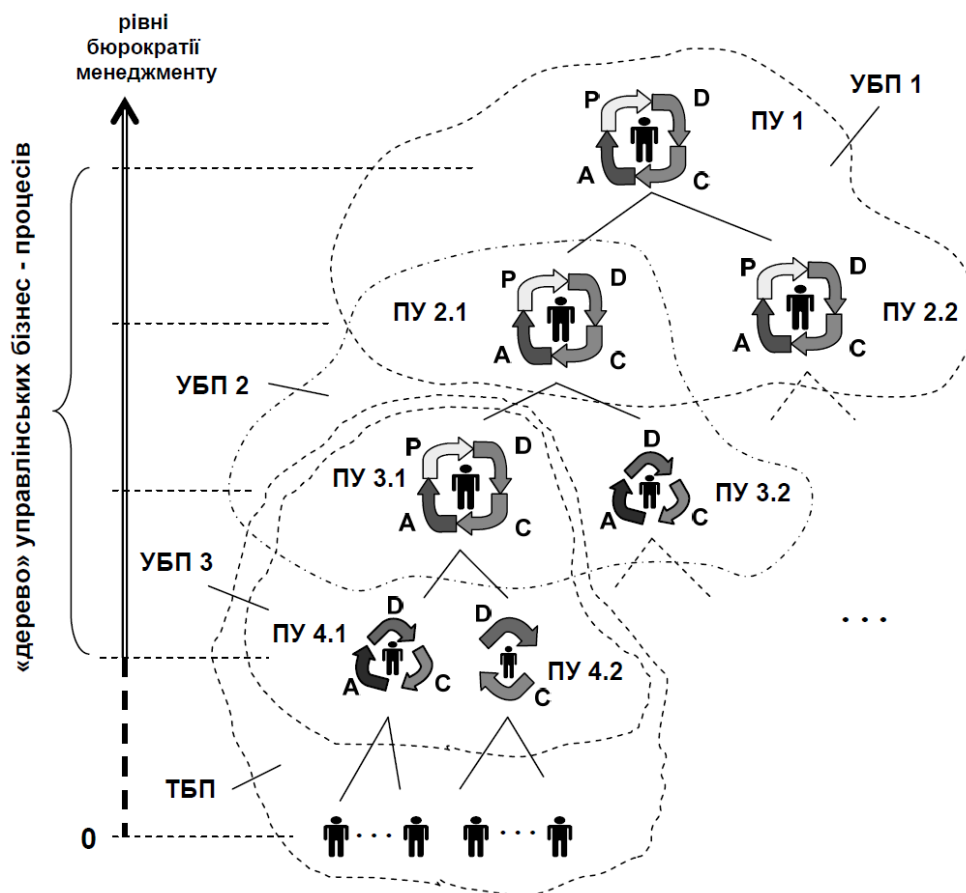 рівні
бюрократії
менеджменту
«дерево» управлінських бізнес - процесів
УБП 1
P D
ПУ 1
A C
P D
ПУ 2.1
A C
P D
ПУ 2.2
A C
УБП 2
P D
ПУ 3.1
A C
D
ПУ 3.2
A C
УБП 3
D
ПУ 4.1
A C
D
ПУ 4.2
C
. . .
ТБП
0
. . .
. . .